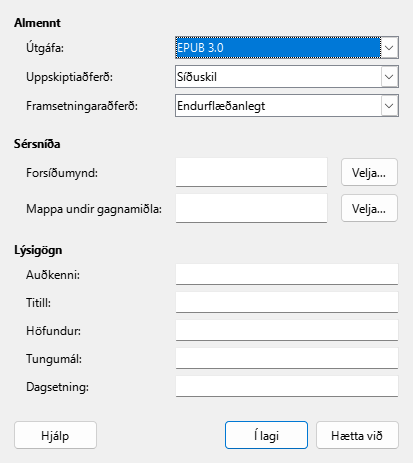 Almennt
Útgáfa: EPUB 3.0
Uppskiptiaðferð: Síðuskil
Framsetningaraðferð: Endurflæðanlegt
Sérsníða
Forsíðumynd: Velja...
Mappa undir gagnamiðla: Velja...
Lýsigögn
Auðkenni:
Titill:
Höfundur:
Tungumál:
Dagsetning:
Hjálp Í lagi Hætta við